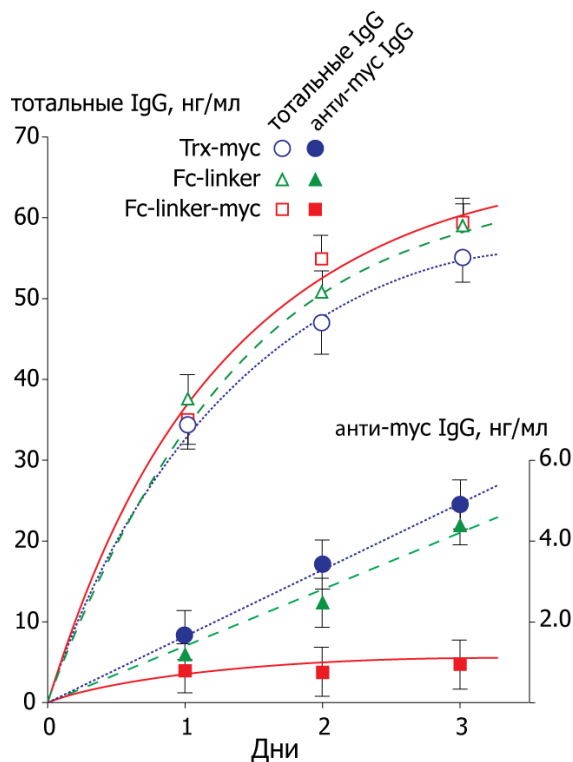 тотальные IgG
анти-myc IgG
тотальные IgG, нг/мл
70
Trx-myc
Fc-linker
60
Fc-linker-myc
50
40
анти-myc IgG, нг/мл
30
6.0
20
4.0
10
2.0
0
0
1
2
3
Дни